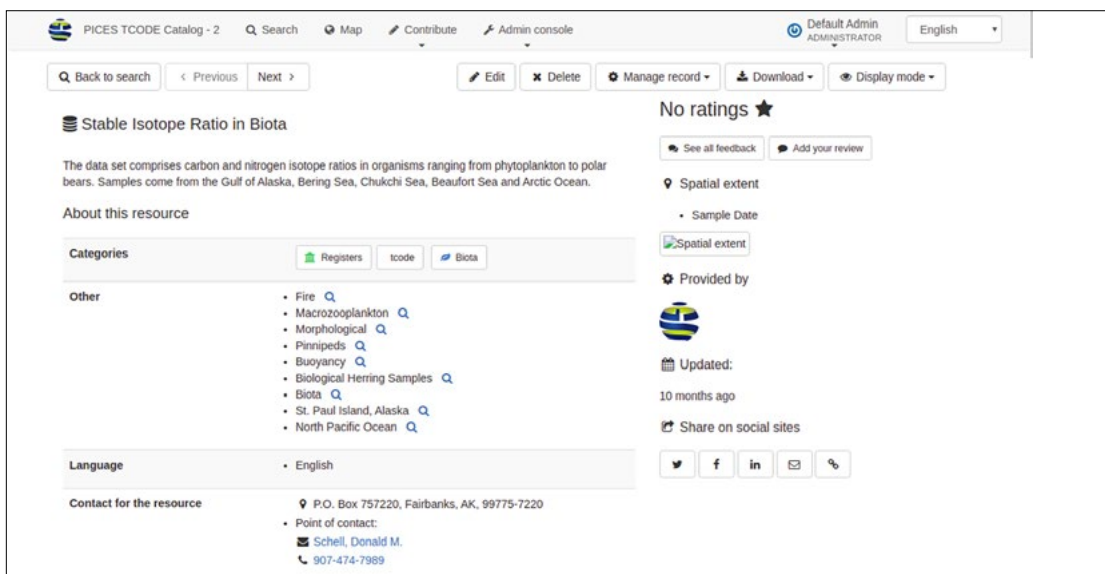 PICES TCODE Catalog - 2 Search Map Contribute Admin console Default Admin English
ADMINISTRATOR
Back to search Previous Next Edit Delete Manage record Download Display mode
Stable Isotope Ratio in Biota
The data set comprises carbon and nitrogen isotope ratios in organisms ranging from phytoplankton to polar
bears. Samples come from the Gulf of Alaska, Bering Sea, Chukchi Sea, Beaufort Sea and Arctic Ocean.
About this resource
Categories Registers tcode Biota
Other
Fire
Macrozooplankton
Morphological
Pinnipeds
Buoyancy
Biological Herring Samples
Biota
St. Paul Island, Alaska
North Pacific Ocean
Language English
Contact for the resource P.O. Box 757220, Fairbanks, AK, 99775-7220
Point of contact:
Schell, Donald M.
907-474-7989
No ratings
See all feedback Add your review
Spatial extent
Sample Date
Spatial extent
Provided by
Updated:
10 months ago
Share on social sites